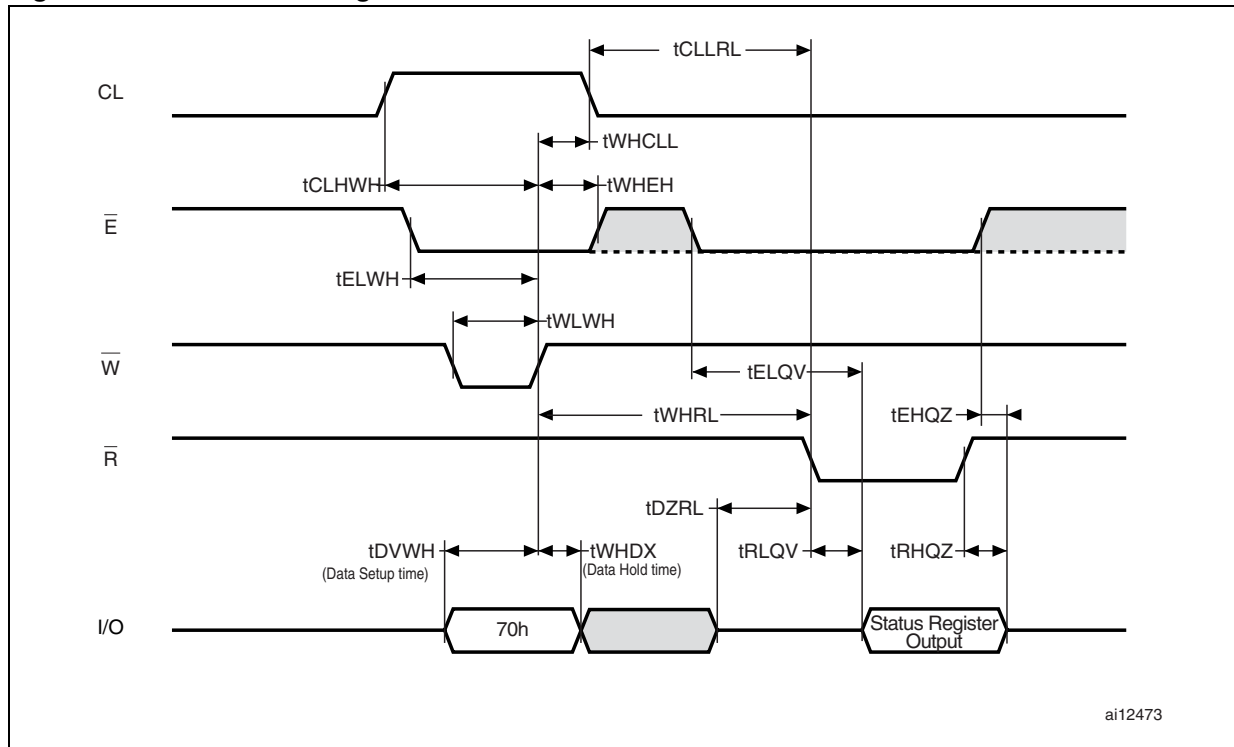 tCLLRL
CL
tWHCLL
tCLHWH
tWHEH
E
tELWH
tWLWH
W
tELQV
tWHRL
tEHQZ
R
tDZRL
tDVWH
(Data Setup time)
tWHDX
(Data Hold time)
tRLQV
tRHQZ
I/O
70h
Status Register
Output
ai12473